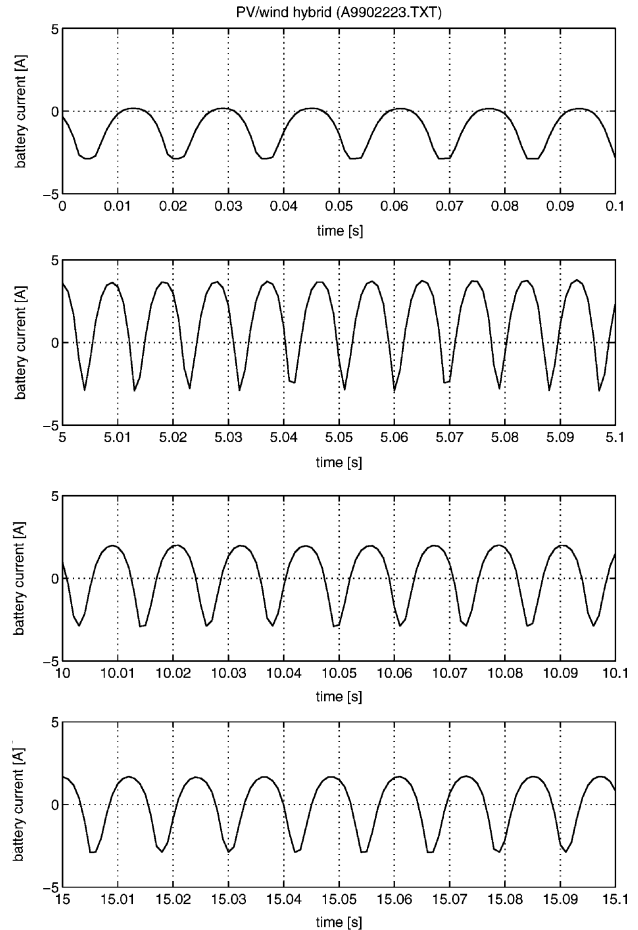 PV/wind hybrid (A9902223.TXT)
battery current [A]
5
0
−5
0 0.01 0.02 0.03 0.04 0.05 0.06 0.07 0.08 0.09 0.1
time [s]
battery current [A]
5
0
−5
5 5.01 5.02 5.03 5.04 5.05 5.06 5.07 5.08 5.09 5.1
time [s]
battery current [A]
5
0
−5
10 10.01 10.02 10.03 10.04 10.05 10.06 10.07 10.08 10.09 10.1
time [s]
battery current [A]
5
0
−5
15 15.01 15.02 15.03 15.04 15.05 15.06 15.07 15.08 15.09 15.1
time [s]